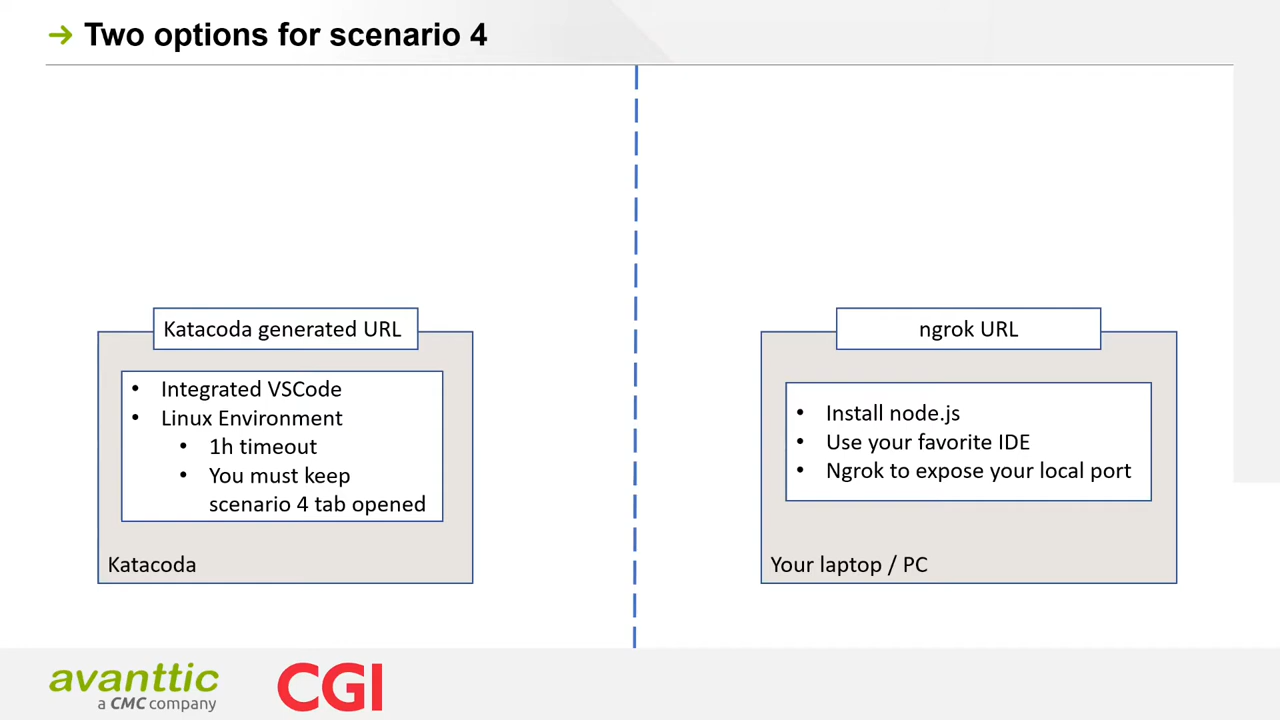 Two options for scenario 4
Katacoda generated URL
• Integrated VSCode
• Linux Environment
• 1h timeout
• You must keep
scenario 4 tab opened
Katacoda
ngrok URL
• Install node.js
• Use your favorite IDE
• Ngrok to expose your local port
Your laptop / PC
avanttic
a CMC company
CGI